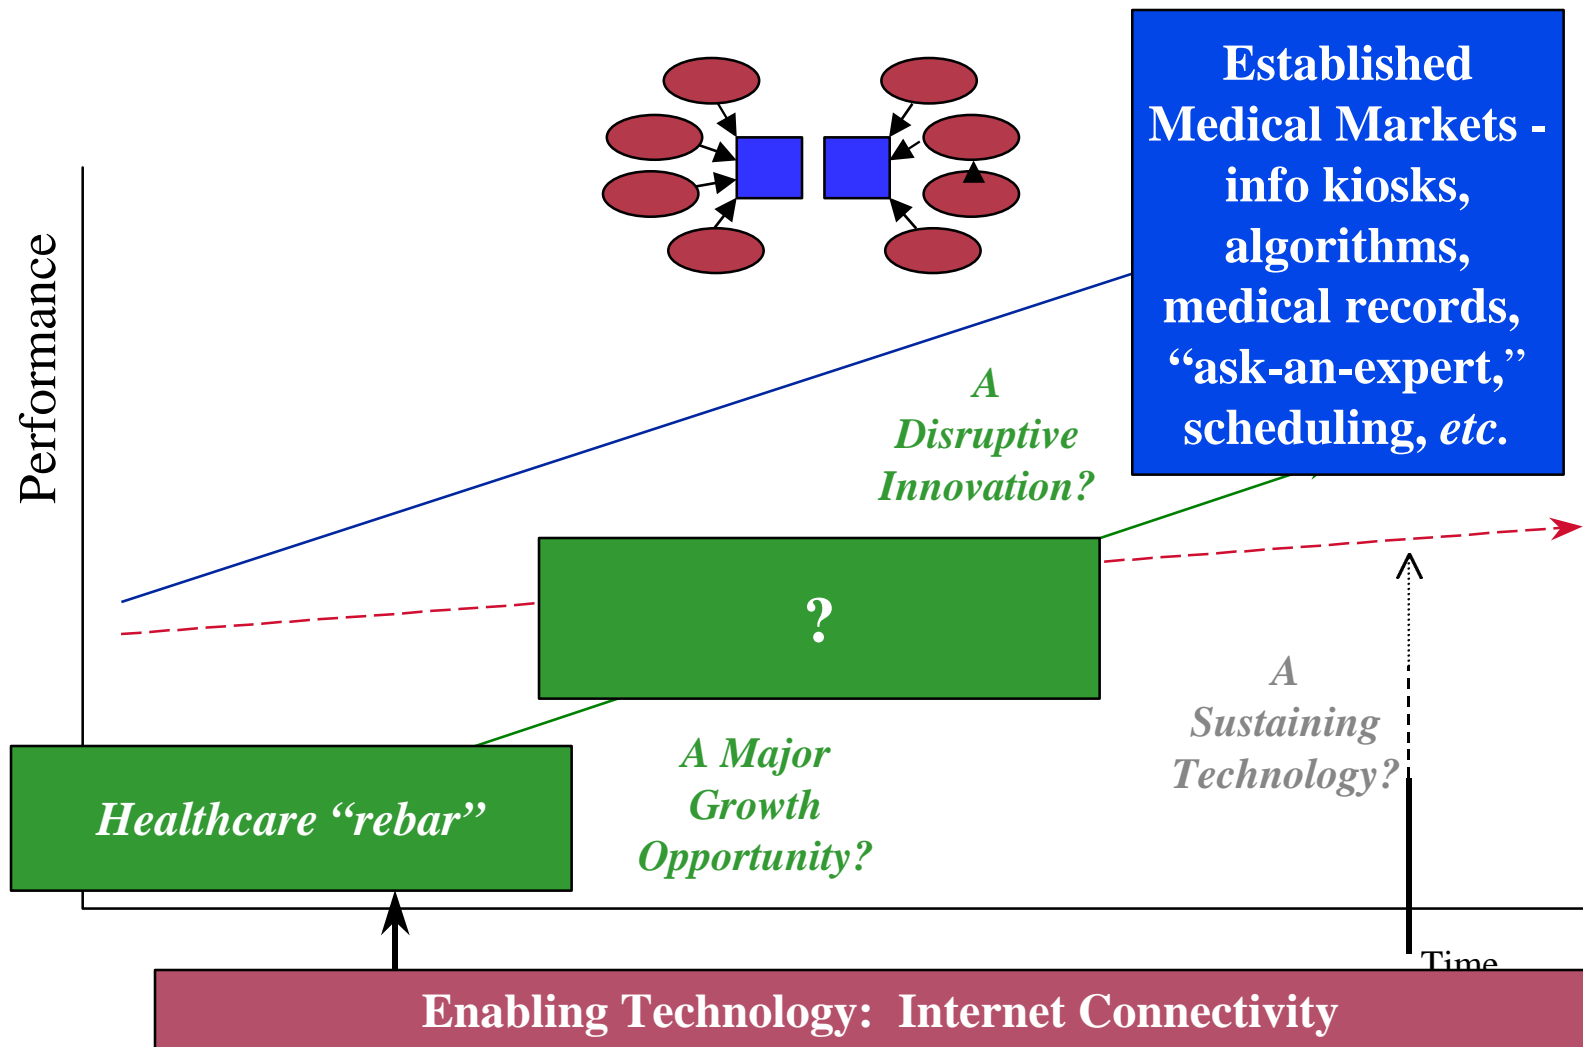 Established
Medical Markets -
info kiosks,
algorithms,
medical records,
“ask-an-expert,”
scheduling, etc.
Performance
A
Disruptive
Innovation?
?
A
Sustaining
Technology?
A Major
Growth
Opportunity?
Healthcare “rebar”
Time
Enabling Technology:  Internet Connectivity